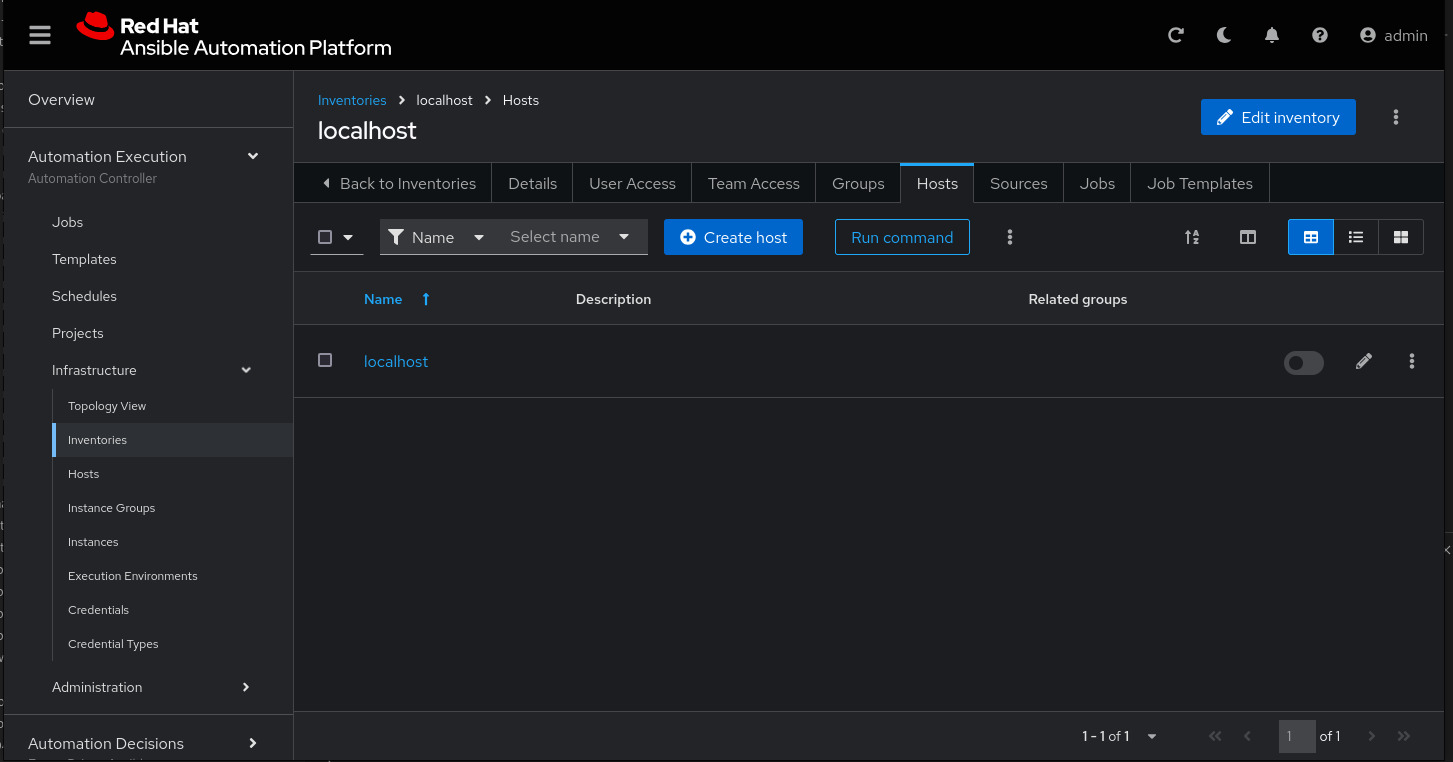 Red Hat
Ansible Automation Platform
admin
Overview
Automation Execution
Automation Controller
Jobs
Templates
Schedules
Projects
Infrastructure
Topology View
Inventories
Hosts
Instance Groups
Instances
Execution Environments
Credentials
Credential Types
Administration
Automation Decisions
Inventories > localhost > Hosts
localhost
Edit inventory
Back to Inventories Details User Access Team Access Groups Hosts Sources Jobs Job Templates
Name Select name Create host Run command
Name Description Related groups
localhost
1 - 1 of 1 1 of 1